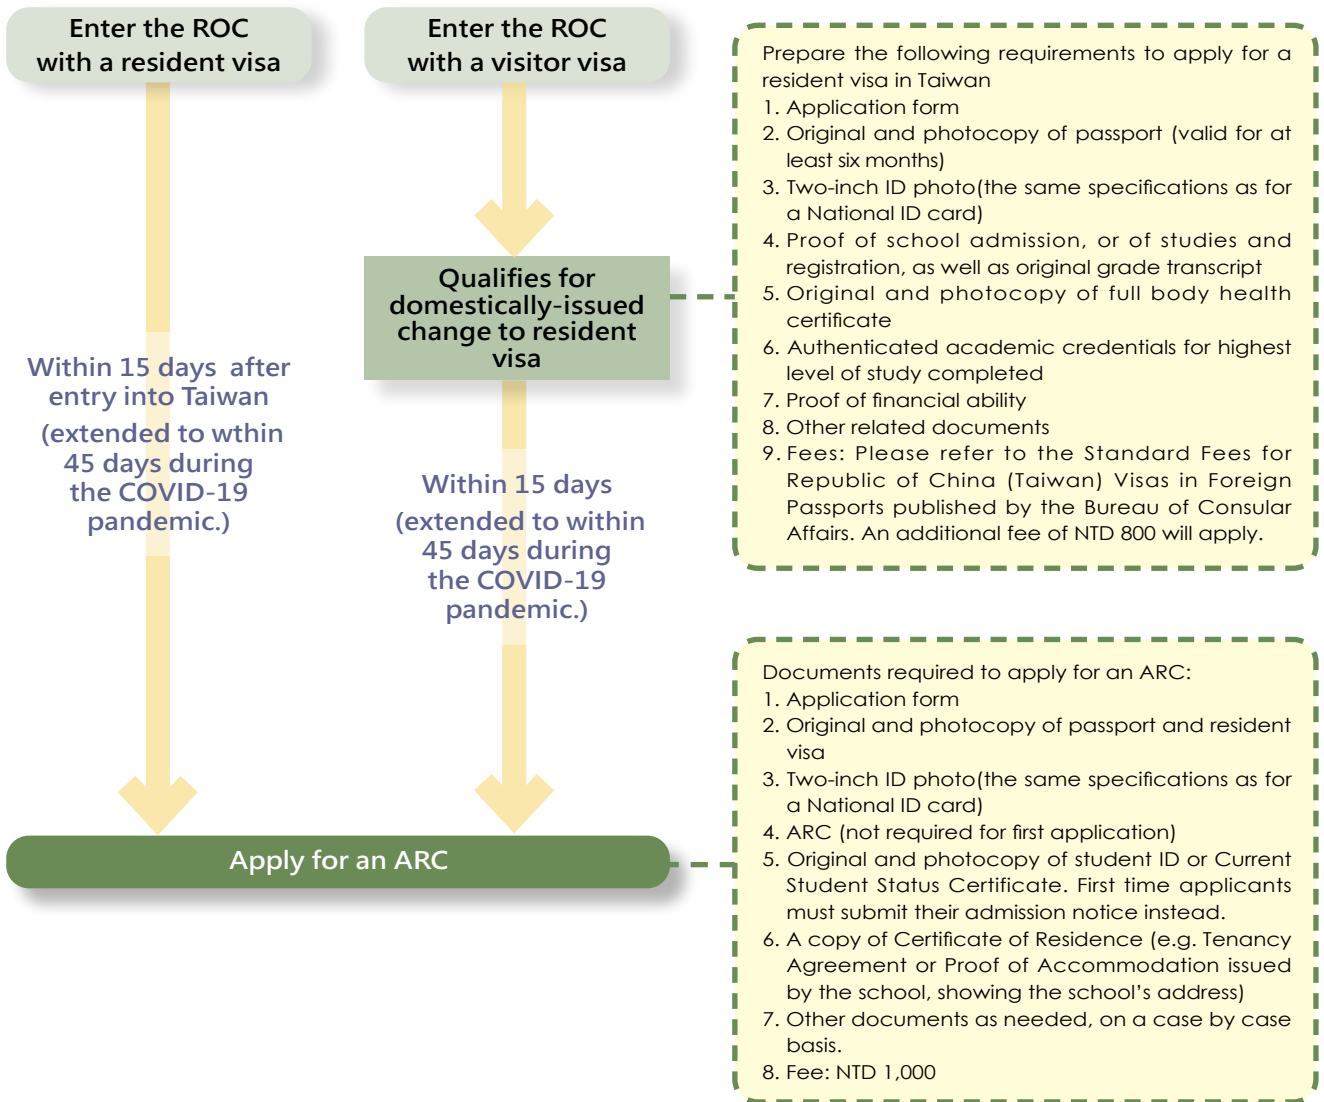 Enter the ROC
with a resident visa
Enter the ROC
with a visitor visa
Qualifies for
domestically-issued
change to resident
visa
Within 15 days after
entry into Taiwan
(extended to wthin
45 days during
the COVID-19
pandemic.)
Within 15 days
(extended to within
45 days during
the COVID-19
pandemic.)
Apply for an ARC
Prepare the following requirements to apply for a
resident visa in Taiwan
1. Application form
2. Original and photocopy of passport (valid for at
least six months)
3. Two-inch ID photo(the same specifications as for
a National ID card)
4. Proof of school admission, or of studies and
registration, as well as original grade transcript
5. Original and photocopy of full body health
certificate
6. Authenticated academic credentials for highest
level of study completed
7. Proof of financial ability
8. Other related documents
9. Fees: Please refer to the Standard Fees for
Republic of China (Taiwan) Visas in Foreign
Passports published by the Bureau of Consular
Affairs. An additional fee of NTD 800 will apply.
Documents required to apply for an ARC:
1. Application form
2. Original and photocopy of passport and resident
visa
3. Two-inch ID photo(the same specifications as for
a National ID card)
4. ARC (not required for first application)
5. Original and photocopy of student ID or Current
Student Status Certificate. First time applicants
must submit their admission notice instead.
6. A copy of Certificate of Residence (e.g. Tenancy
Agreement or Proof of Accommodation issued
by the school, showing the school's address)
7. Other documents as needed, on a case by case
basis.
8. Fee: NTD 1,000